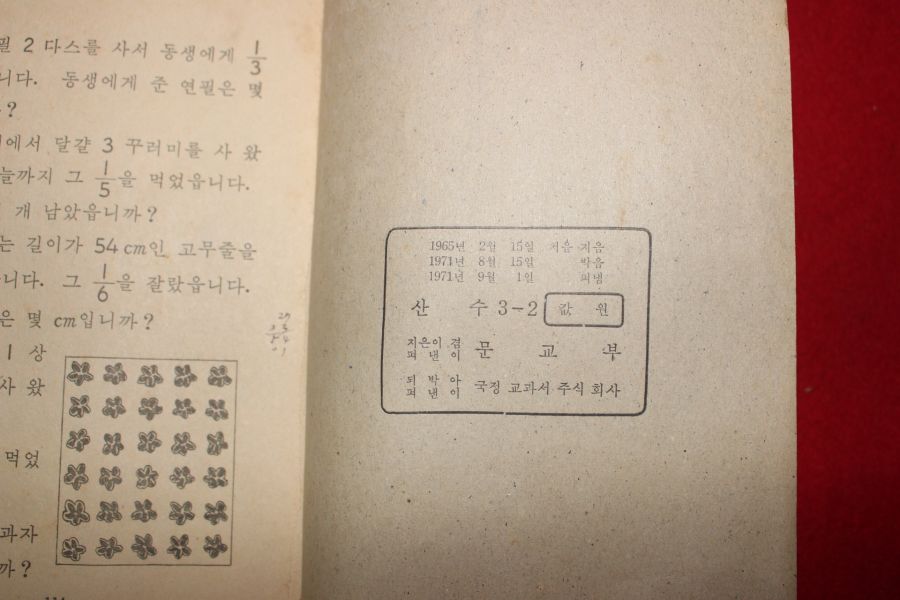 필 2 다스를 사서 동생에게 1/3
니다. 동생에게 준 연필은 몇
?
에서 달걀 3 꾸러미를 사 왔
늘까지 그 1/5을 먹었읍니다.
개 남았읍니까?
는 길이가 54 cm인 고무줄을
니다. 그 1/6을 잘랐읍니다.
은 몇 cm입니까?
1 상
사 왔
먹었
과자
까?
1965년 2월 15일 처음 지음
1971년 8월 15일 박음
1971년 9월 1일 펴냄
산 수 3-2 값 원
지은이 겸
펴 낸 이 문 교 부
되 박 아
펴 낸 이 국정 교과서 주식 회사